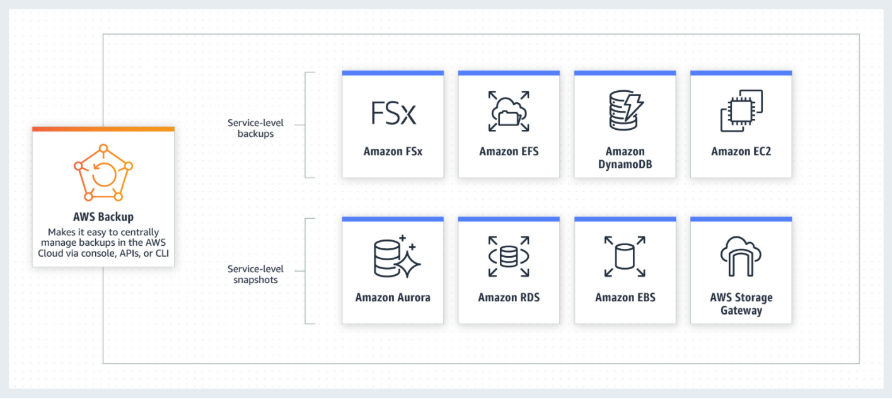 Service-level
backups
FSx
Amazon FSx
Amazon EFS
Amazon
DynamoDB
Amazon EC2
AWS Backup
Makes it easy to centrally
manage backups in the AWS
Cloud via console, APIs, or CLI
Service-level
snapshots
Amazon Aurora
Amazon RDS
Amazon EBS
AWS Storage
Gateway